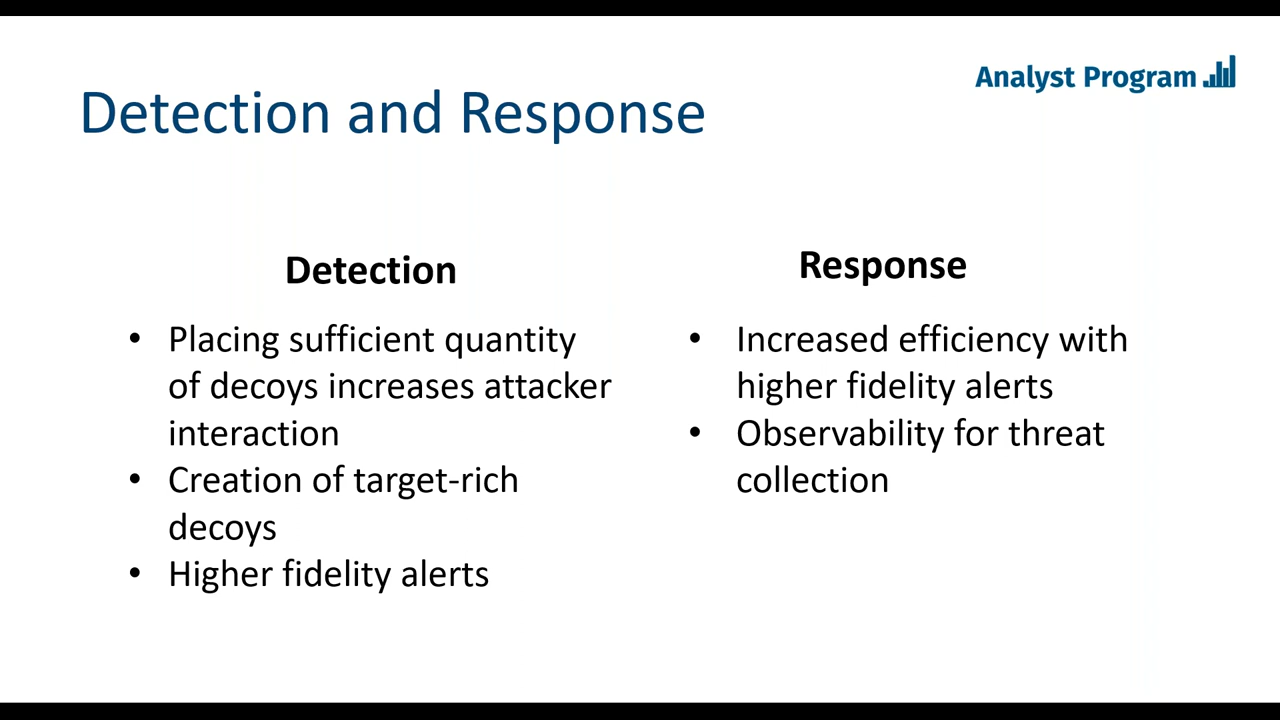 Analyst Program
Detection and Response
Detection
• Placing sufficient quantity
of decoys increases attacker
interaction
• Creation of target-rich
decoys
• Higher fidelity alerts
Response
• Increased efficiency with
higher fidelity alerts
• Observability for threat
collection